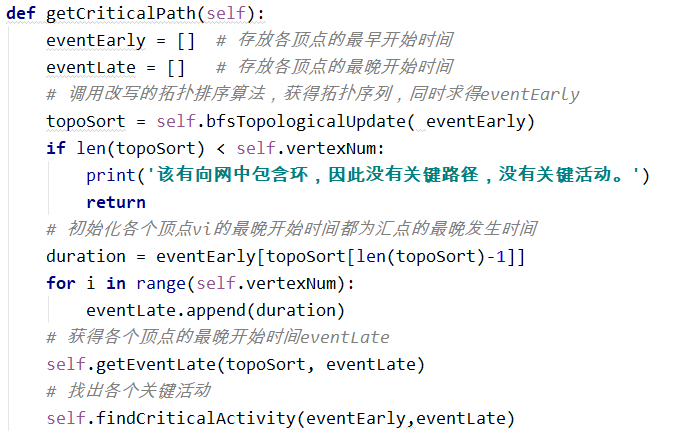 def getCriticalPath(self):
    eventEarly = []  # 存放各顶点的最早开始时间
    eventLate = []   # 存放各顶点的最晚开始时间
    # 调用改写的拓扑排序算法，获得拓扑序列，同时求得eventEarly
    topoSort = self.bfsTopologicalUpdate( eventEarly)
    if len(topoSort) < self.vertexNum:
        print('该有向网中包含环，因此没有关键路径，没有关键活动。')
        return
    # 初始化各个顶点vi的最晚开始时间都为汇点的最晚发生时间
    duration = eventEarly[topoSort[len(topoSort)-1]]
    for i in range(self.vertexNum):
        eventLate.append(duration)
    # 获得各个顶点的最晚开始时间eventLate
    self.getEventLate(topoSort, eventLate)
    # 找出各个关键活动
    self.findCriticalActivity(eventEarly,eventLate)